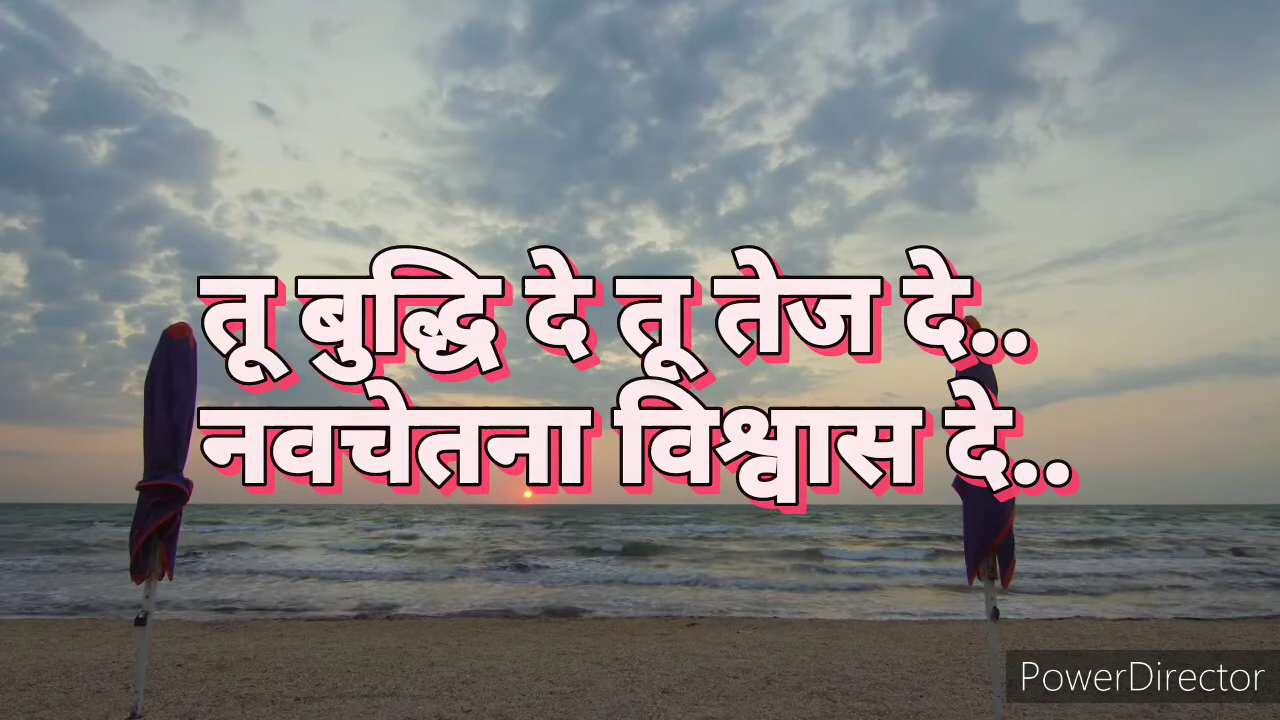 तू बुद्धि दे तू तेज दे..
नवचेतना विश्वास दे..
PowerDirector